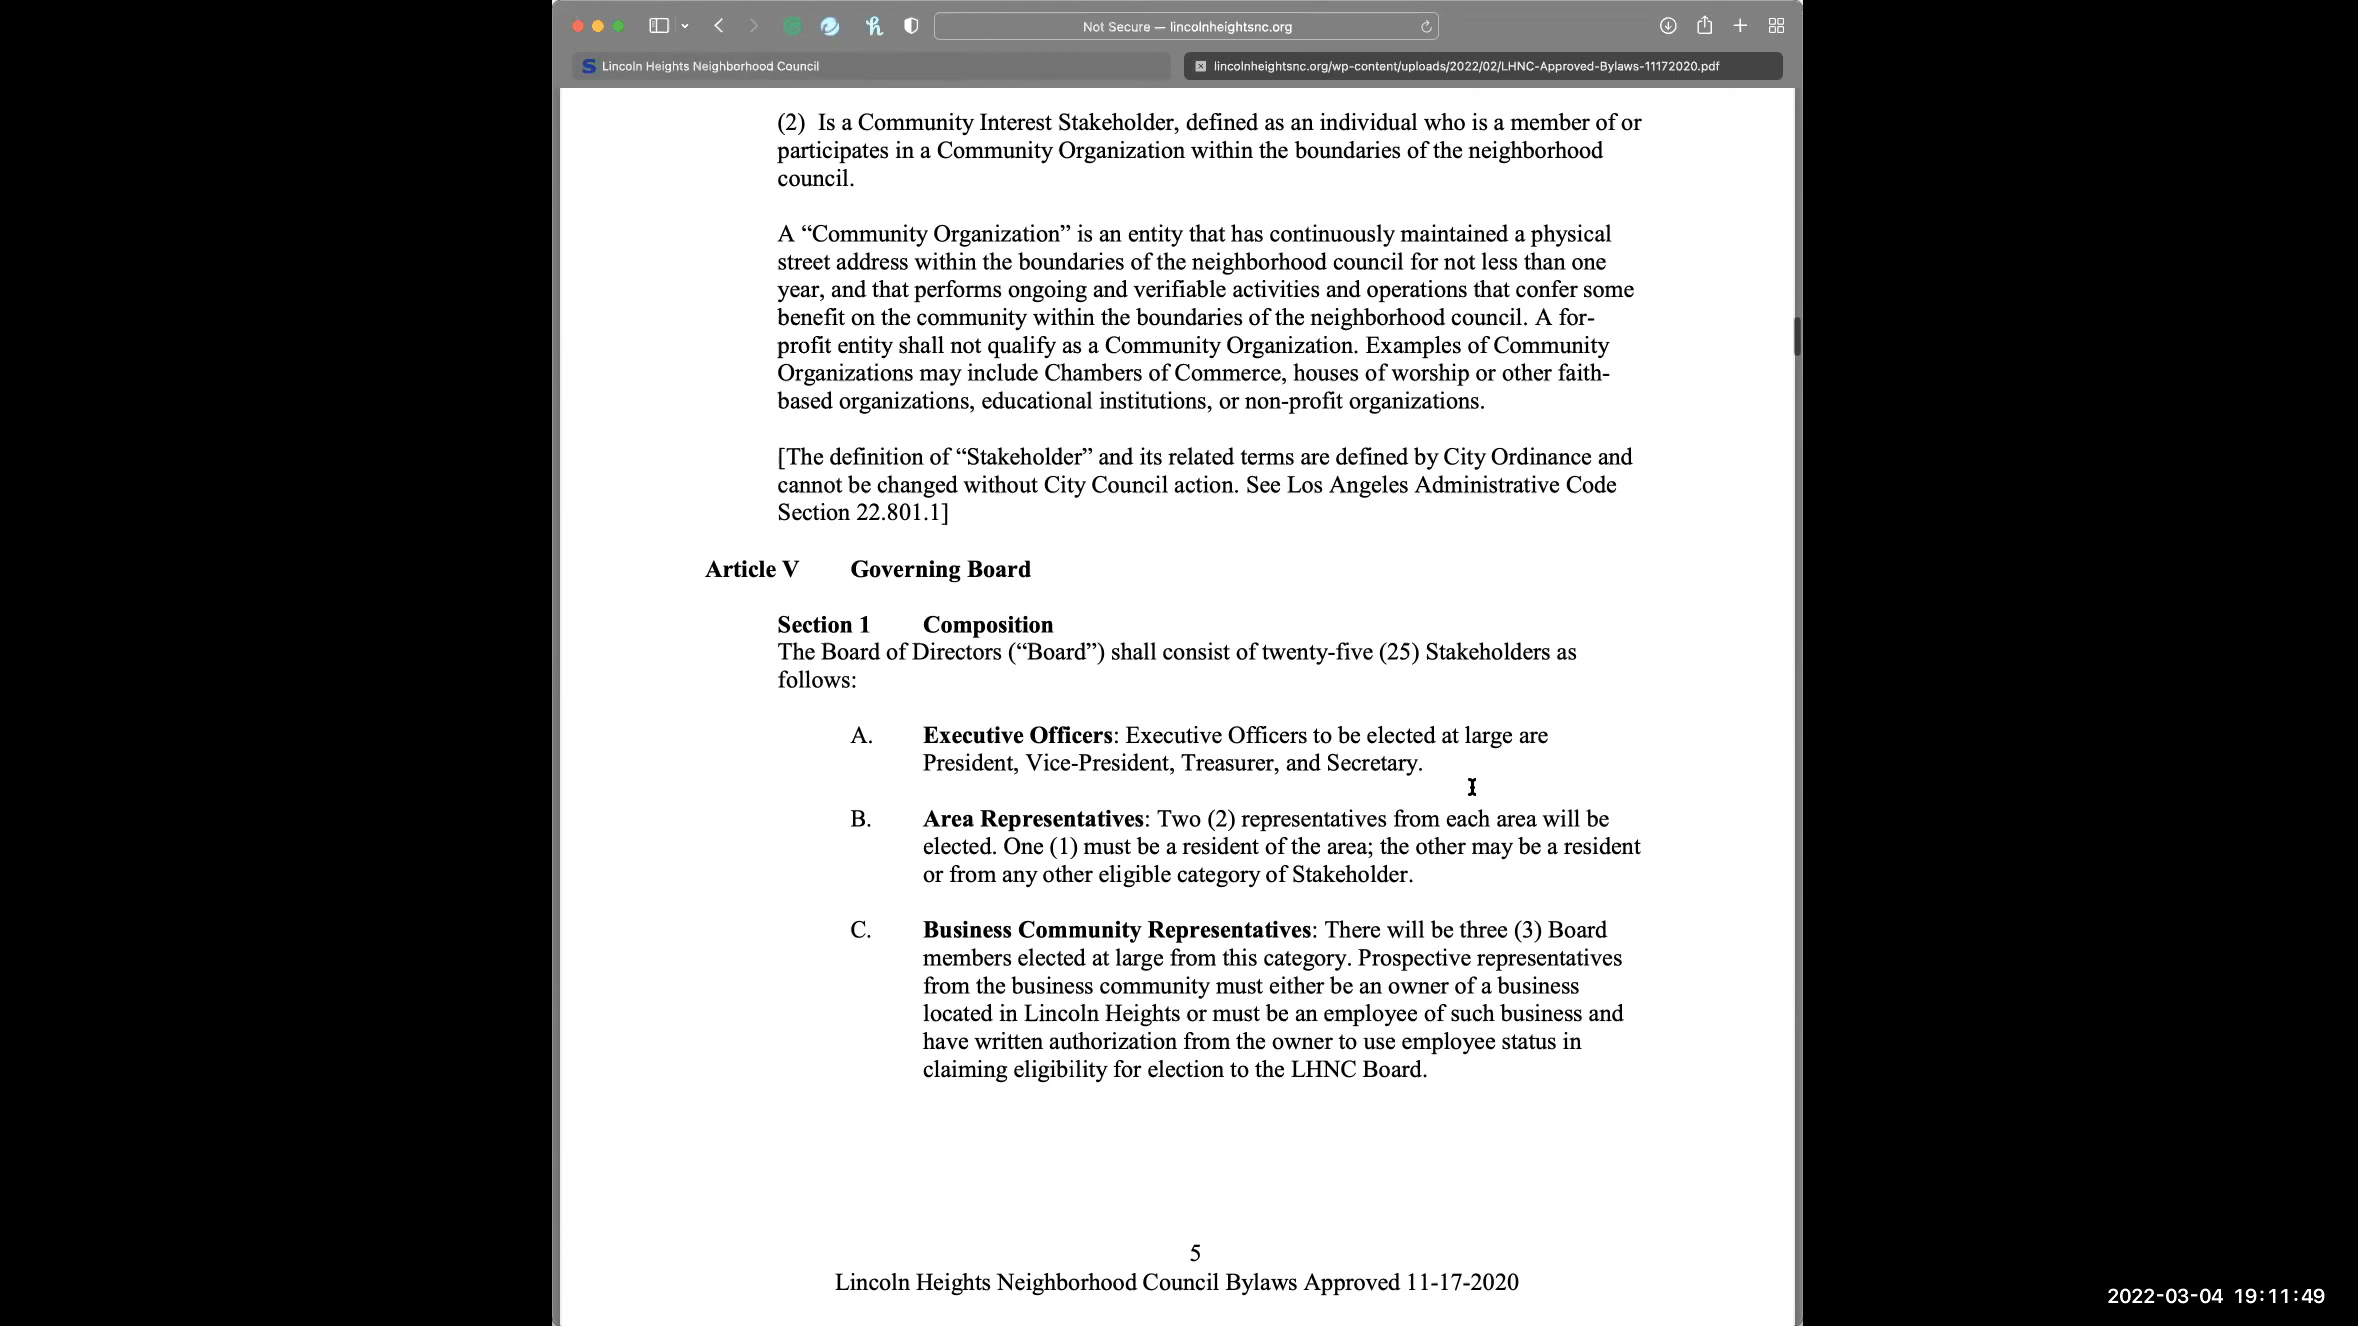 Not Secure — lincolnheightsnc.org
Lincoln Heights Neighborhood Council
lincolnheightsnc.org/wp-content/uploads/2022/02/LHNC-Approved-Bylaws-11172020.pdf
(2) Is a Community Interest Stakeholder, defined as an individual who is a member of or
participates in a Community Organization within the boundaries of the neighborhood
council.
A “Community Organization” is an entity that has continuously maintained a physical
street address within the boundaries of the neighborhood council for not less than one
year, and that performs ongoing and verifiable activities and operations that confer some
benefit on the community within the boundaries of the neighborhood council. A for-
profit entity shall not qualify as a Community Organization. Examples of Community
Organizations may include Chambers of Commerce, houses of worship or other faith-
based organizations, educational institutions, or non-profit organizations.
[The definition of “Stakeholder” and its related terms are defined by City Ordinance and
cannot be changed without City Council action. See Los Angeles Administrative Code
Section 22.801.1]
Article V Governing Board
Section 1 Composition
The Board of Directors (“Board”) shall consist of twenty-five (25) Stakeholders as
follows:
A. Executive Officers: Executive Officers to be elected at large are
President, Vice-President, Treasurer, and Secretary.
B. Area Representatives: Two (2) representatives from each area will be
elected. One (1) must be a resident of the area; the other may be a resident
or from any other eligible category of Stakeholder.
C. Business Community Representatives: There will be three (3) Board
members elected at large from this category. Prospective representatives
from the business community must either be an owner of a business
located in Lincoln Heights or must be an employee of such business and
have written authorization from the owner to use employee status in
claiming eligibility for election to the LHNC Board.
5
Lincoln Heights Neighborhood Council Bylaws Approved 11-17-2020
2022-03-04 19:11:49